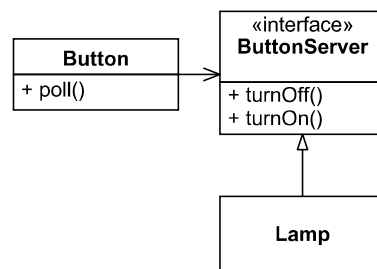 «interface»
ButtonServer
+ turnOff()
+ turnOn()
Button
+ poll()
Lamp